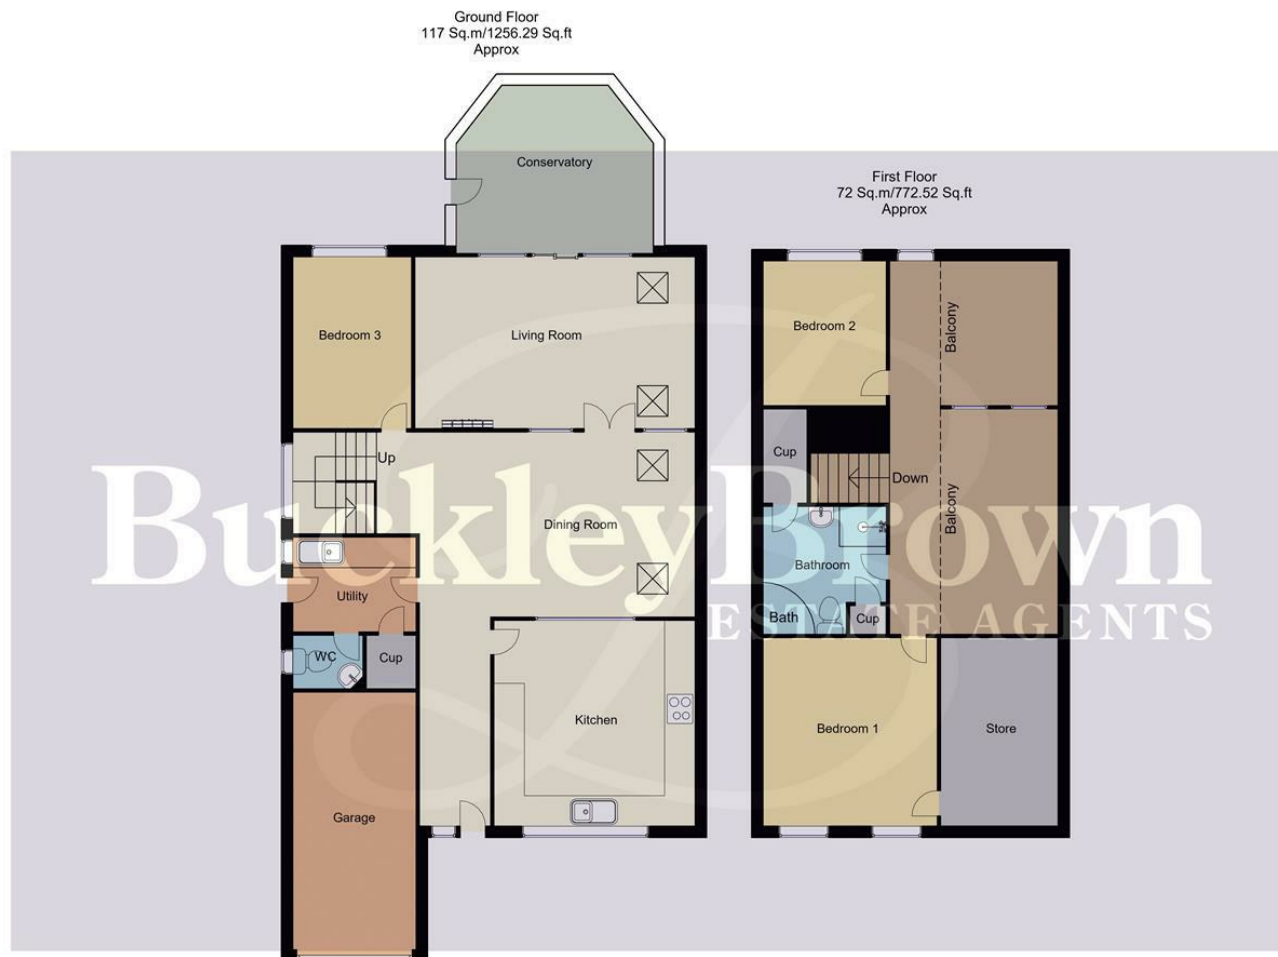 Ground Floor
117 Sq.m/1256.29 Sq.ft
Approx
Conservatory
First Floor
72 Sq.m/772.52 Sq.ft
Approx
Bedroom 3
Living Room
Up
Dining Room
Utility
WC
Cup
Kitchen
Garage
Bedroom 2
Balcony
Cup
Down
Balcony
Bathroom
Bath
Cup
Bedroom 1
Store
BuckleyBrown
ESTATE AGENTS